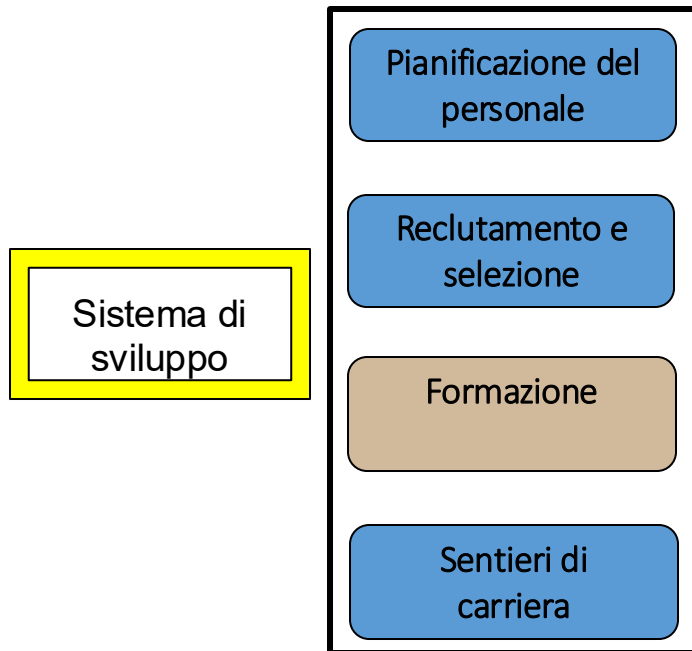 Pianificazione del
personale
Reclutamento e
selezione
Sistema di
sviluppo
Formazione
Sentieri di
carriera